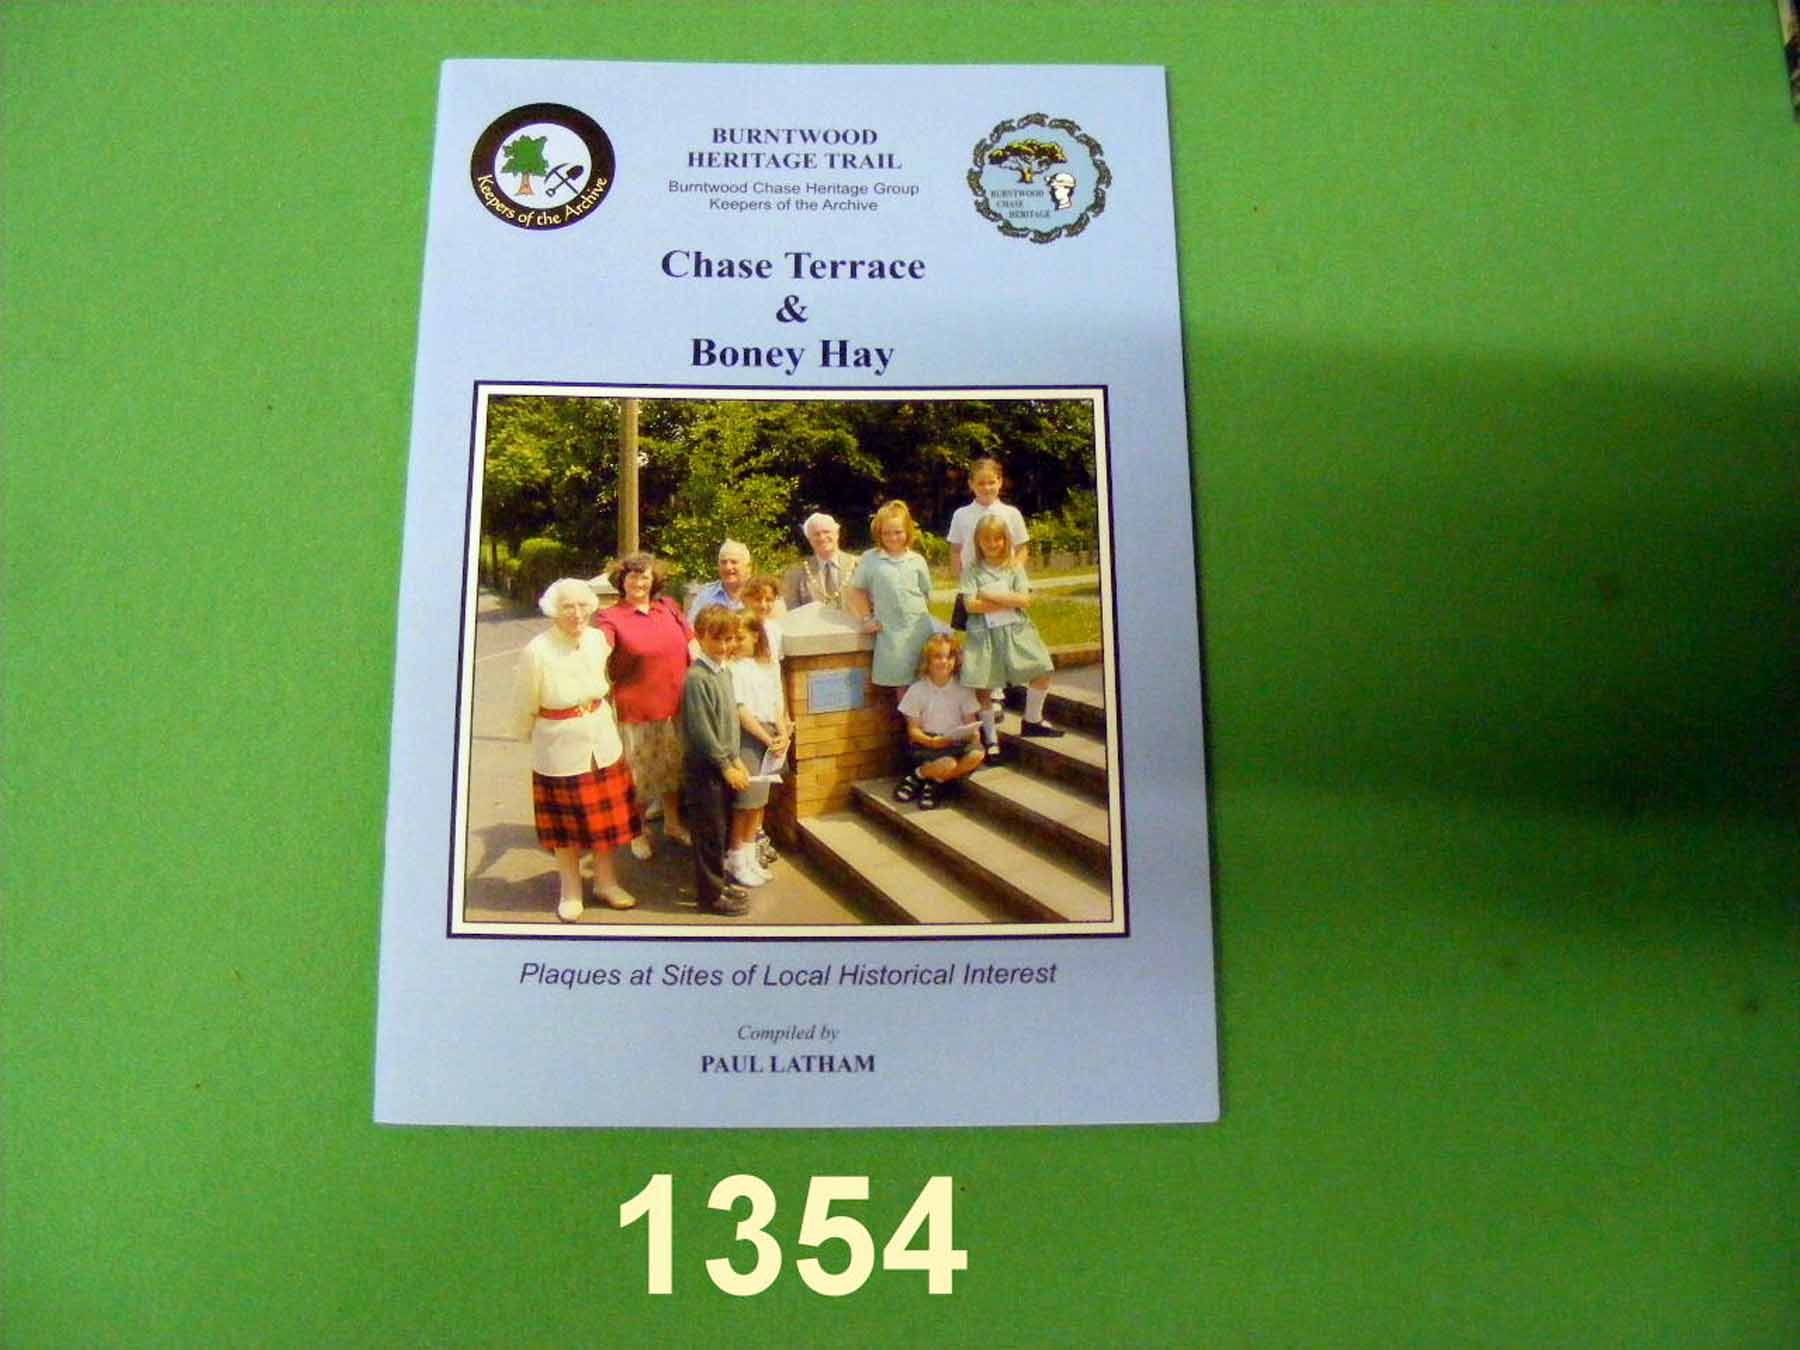 BURNTWOOD
HERITAGE TRAIL
Burntwood Chase Heritage Group
Keepers of the Archive
Keepers of the Archive
BURNTWOOD
CHASE
HERITAGE
Chase Terrace
&
Boney Hay
Plaques at Sites of Local Historical Interest
Compiled by
PAUL LATHAM
1354